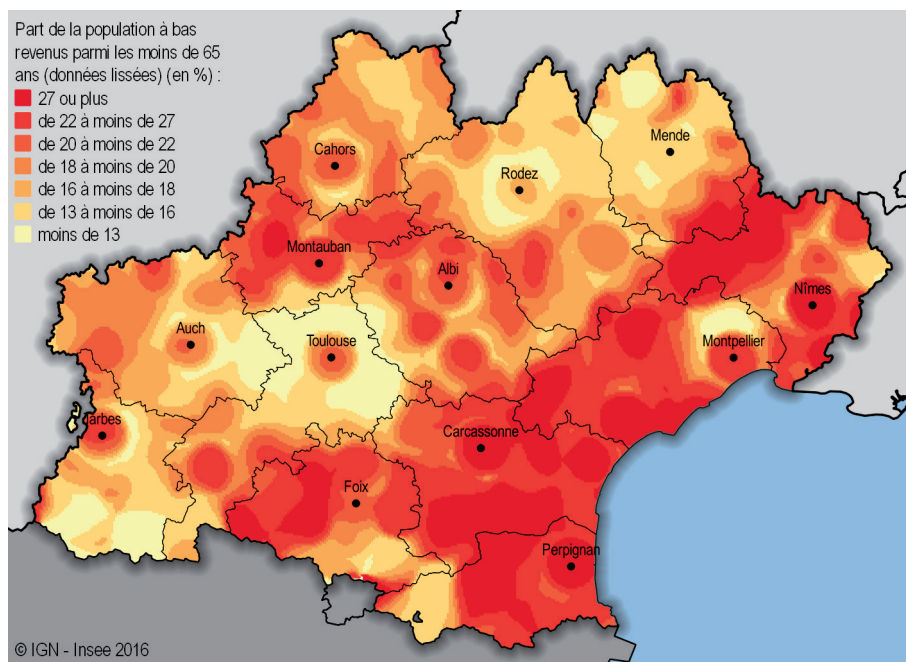 Part de la population à bas
revenus parmi les moins de 65
ans (données lissées) (en %) :
27 ou plus
de 22 à moins de 27
de 20 à moins de 22
de 18 à moins de 20
de 16 à moins de 18
de 13 à moins de 16
moins de 13
Mende
Cahors
Rodez
Montauban
Albi
Nîmes
Auch
Toulouse
Montpellier
Tarbes
Carcassonne
Foix
Perpignan
© IGN - Insee 2016